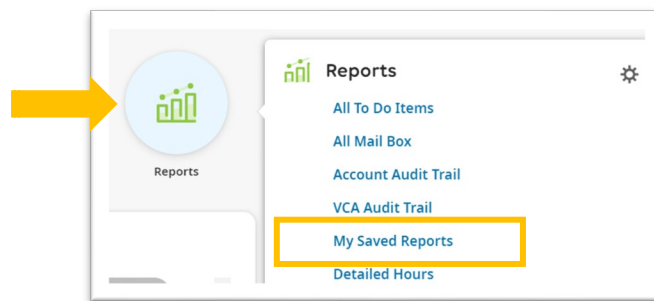 Reports
Reports
All To Do Items
All Mail Box
Account Audit Trail
VCA Audit Trail
My Saved Reports
Detailed Hours